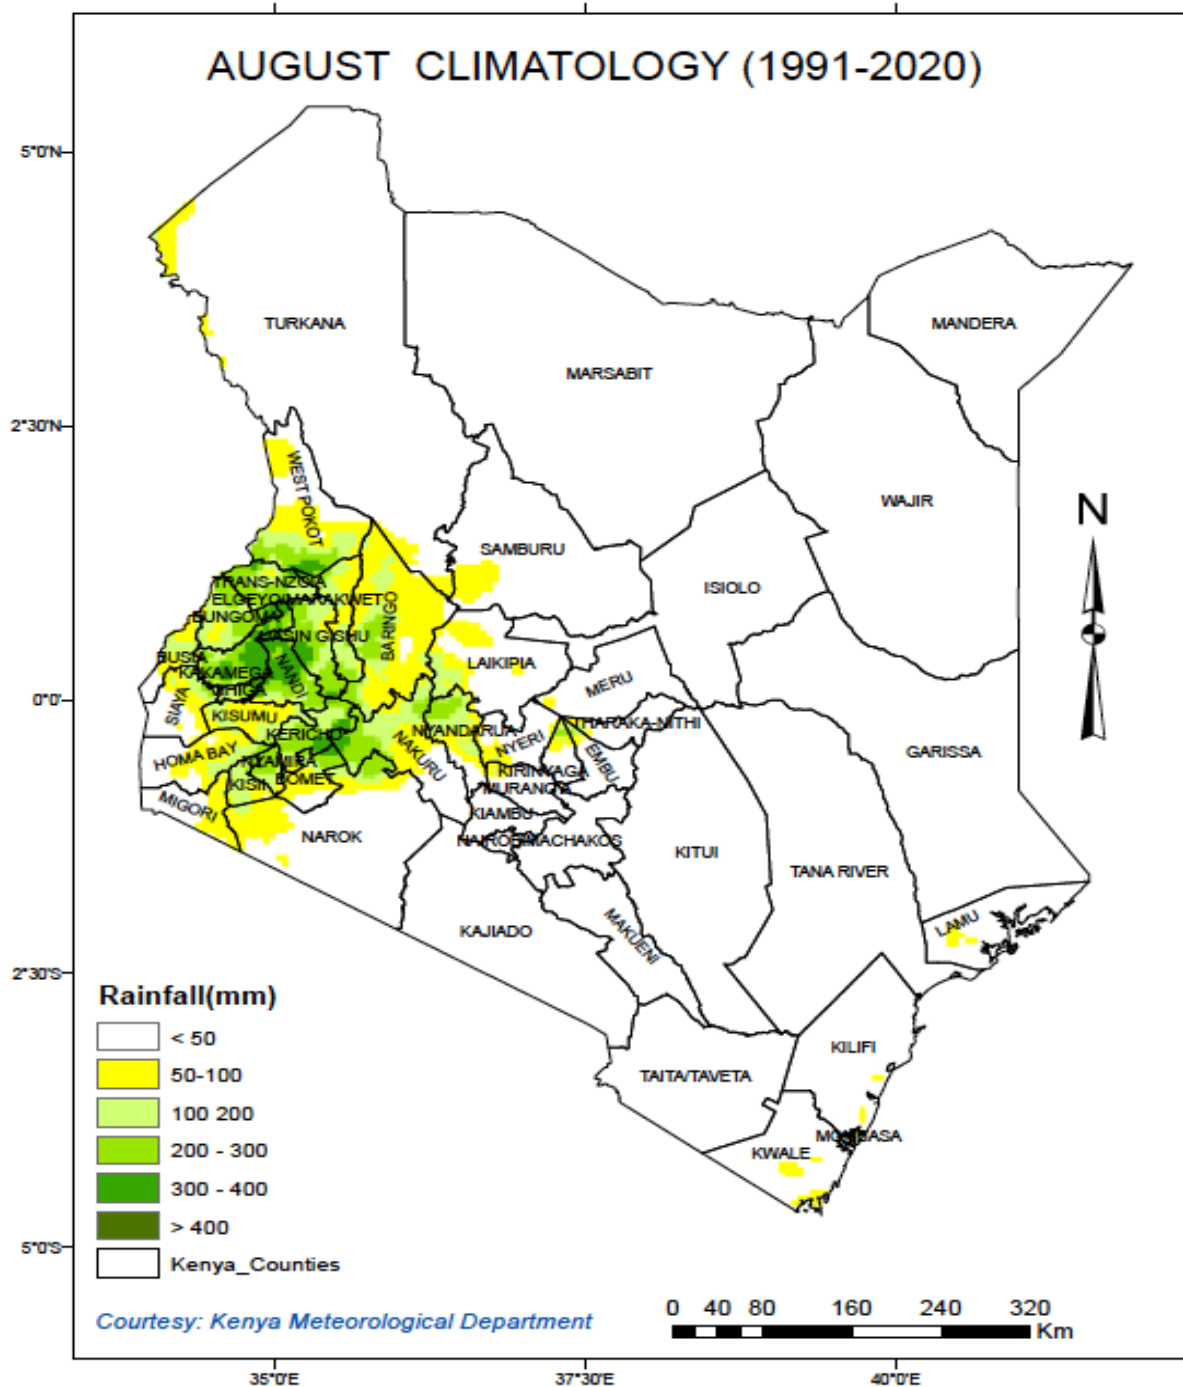 AUGUST CLIMATOLOGY (1991-2020)
5°0'N
TURKANA
MANDERA
MARSABIT
2°30'N
WEST POKOT
WAJIR
N
SAMBURU
ISIOLO
TRANS-NZOIA
ELGEYO/MARAKWET
BARINGO
BUNGOMA
UASIN GISHU
BUSIA
KAKAMEGA
NANDI
LAIKIPIA
MERU
VIHIGA
0°0'
SIAYA
KISUMU
THARAKA-NITHI
KERICHO
NYANDARUA
NYERI
GARISSA
HOMA BAY
NYAMIRA
NAKURU
EMBU
KISII
BOMET
KIRINYAGA
MURANG'A
MIGORI
KIAMBU
NAROK
NAIROBI
MACHAKOS
KITUI
TANA RIVER
KAJIADO
MAKUENI
LAMU
2°30'S
Rainfall(mm)
< 50
KILIFI
50-100
TAITA/TAVETA
100 200
MOMBASA
KWALE
200 - 300
300 - 400
> 400
5°0'S
Kenya_Counties
Courtesy: Kenya Meteorological Department
0 40 80 160 240 320
Km
35°0'E 37°30'E 40°0'E